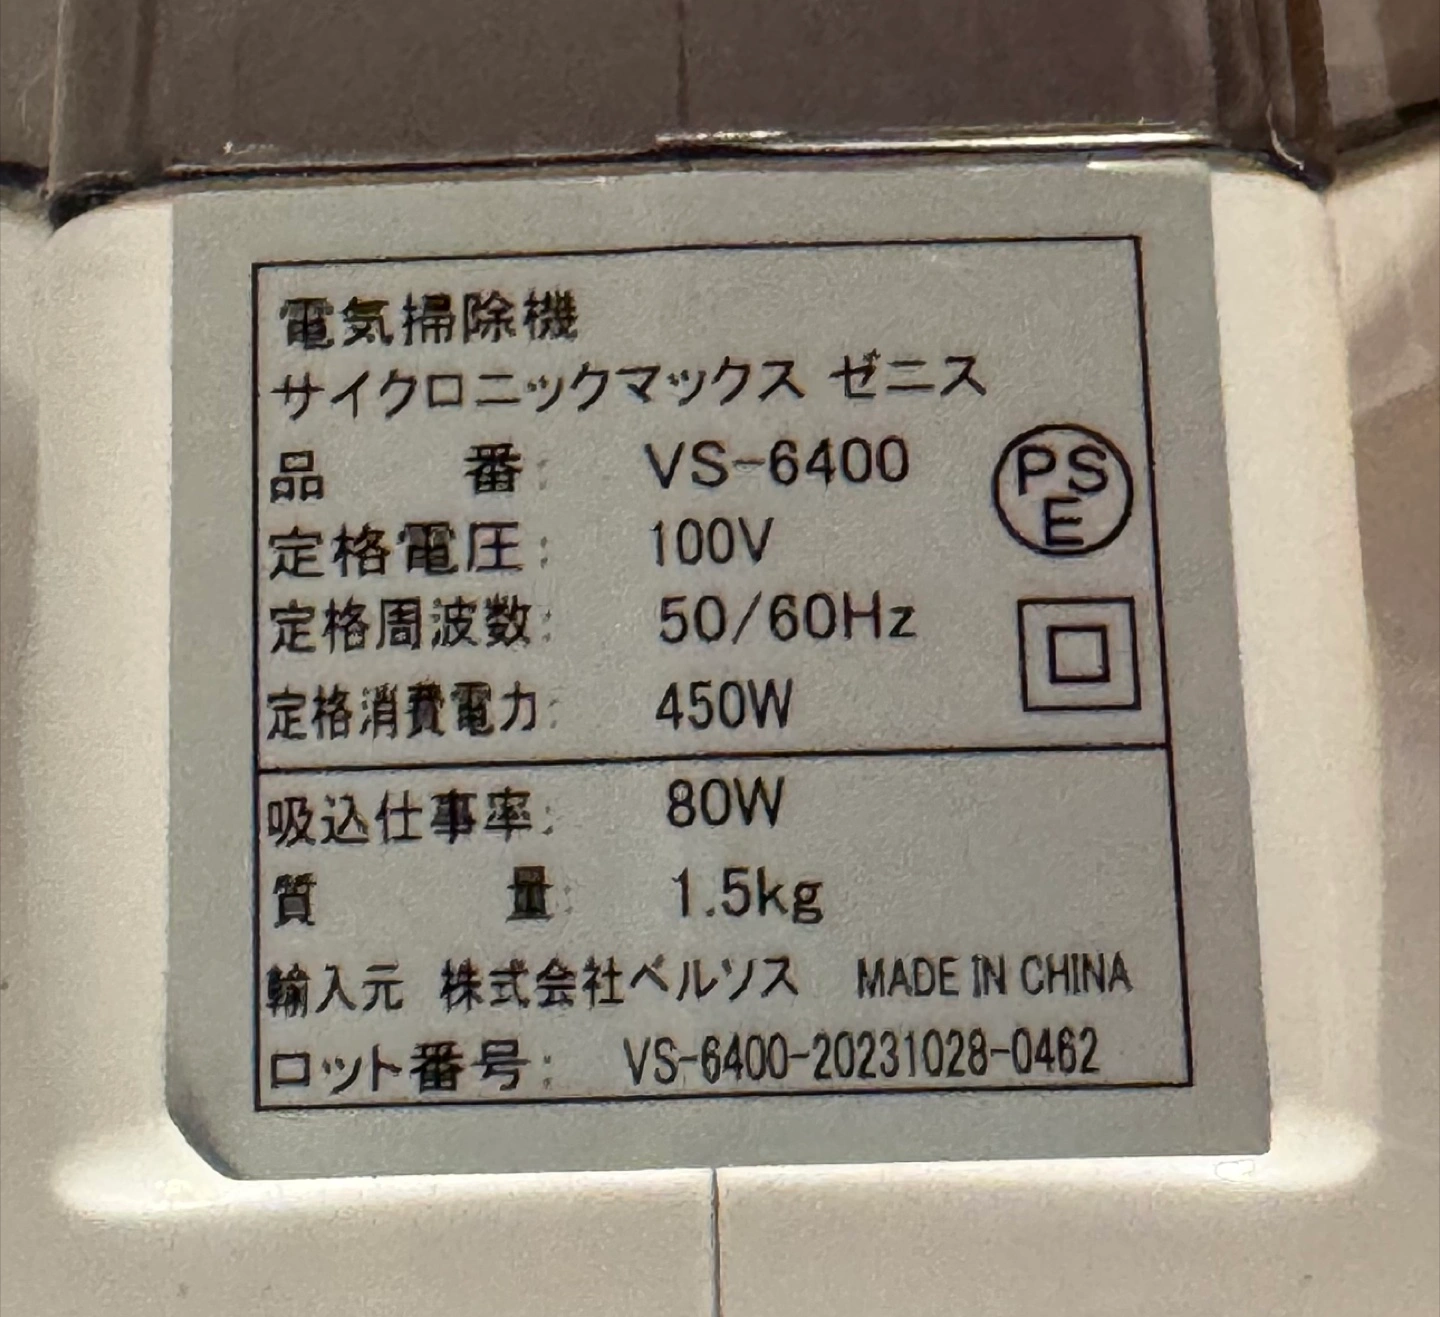 電気掃除機
サイクロニックマックス ゼニス
品番: VS-6400
定格電圧: 100V
定格周波数: 50/60Hz
定格消費電力: 450W
PS
E
吸込仕事率: 80W
質量: 1.5kg
輸入元 株式会社ベルソス MADE IN CHINA
ロット番号: VS-6400-20231028-0462